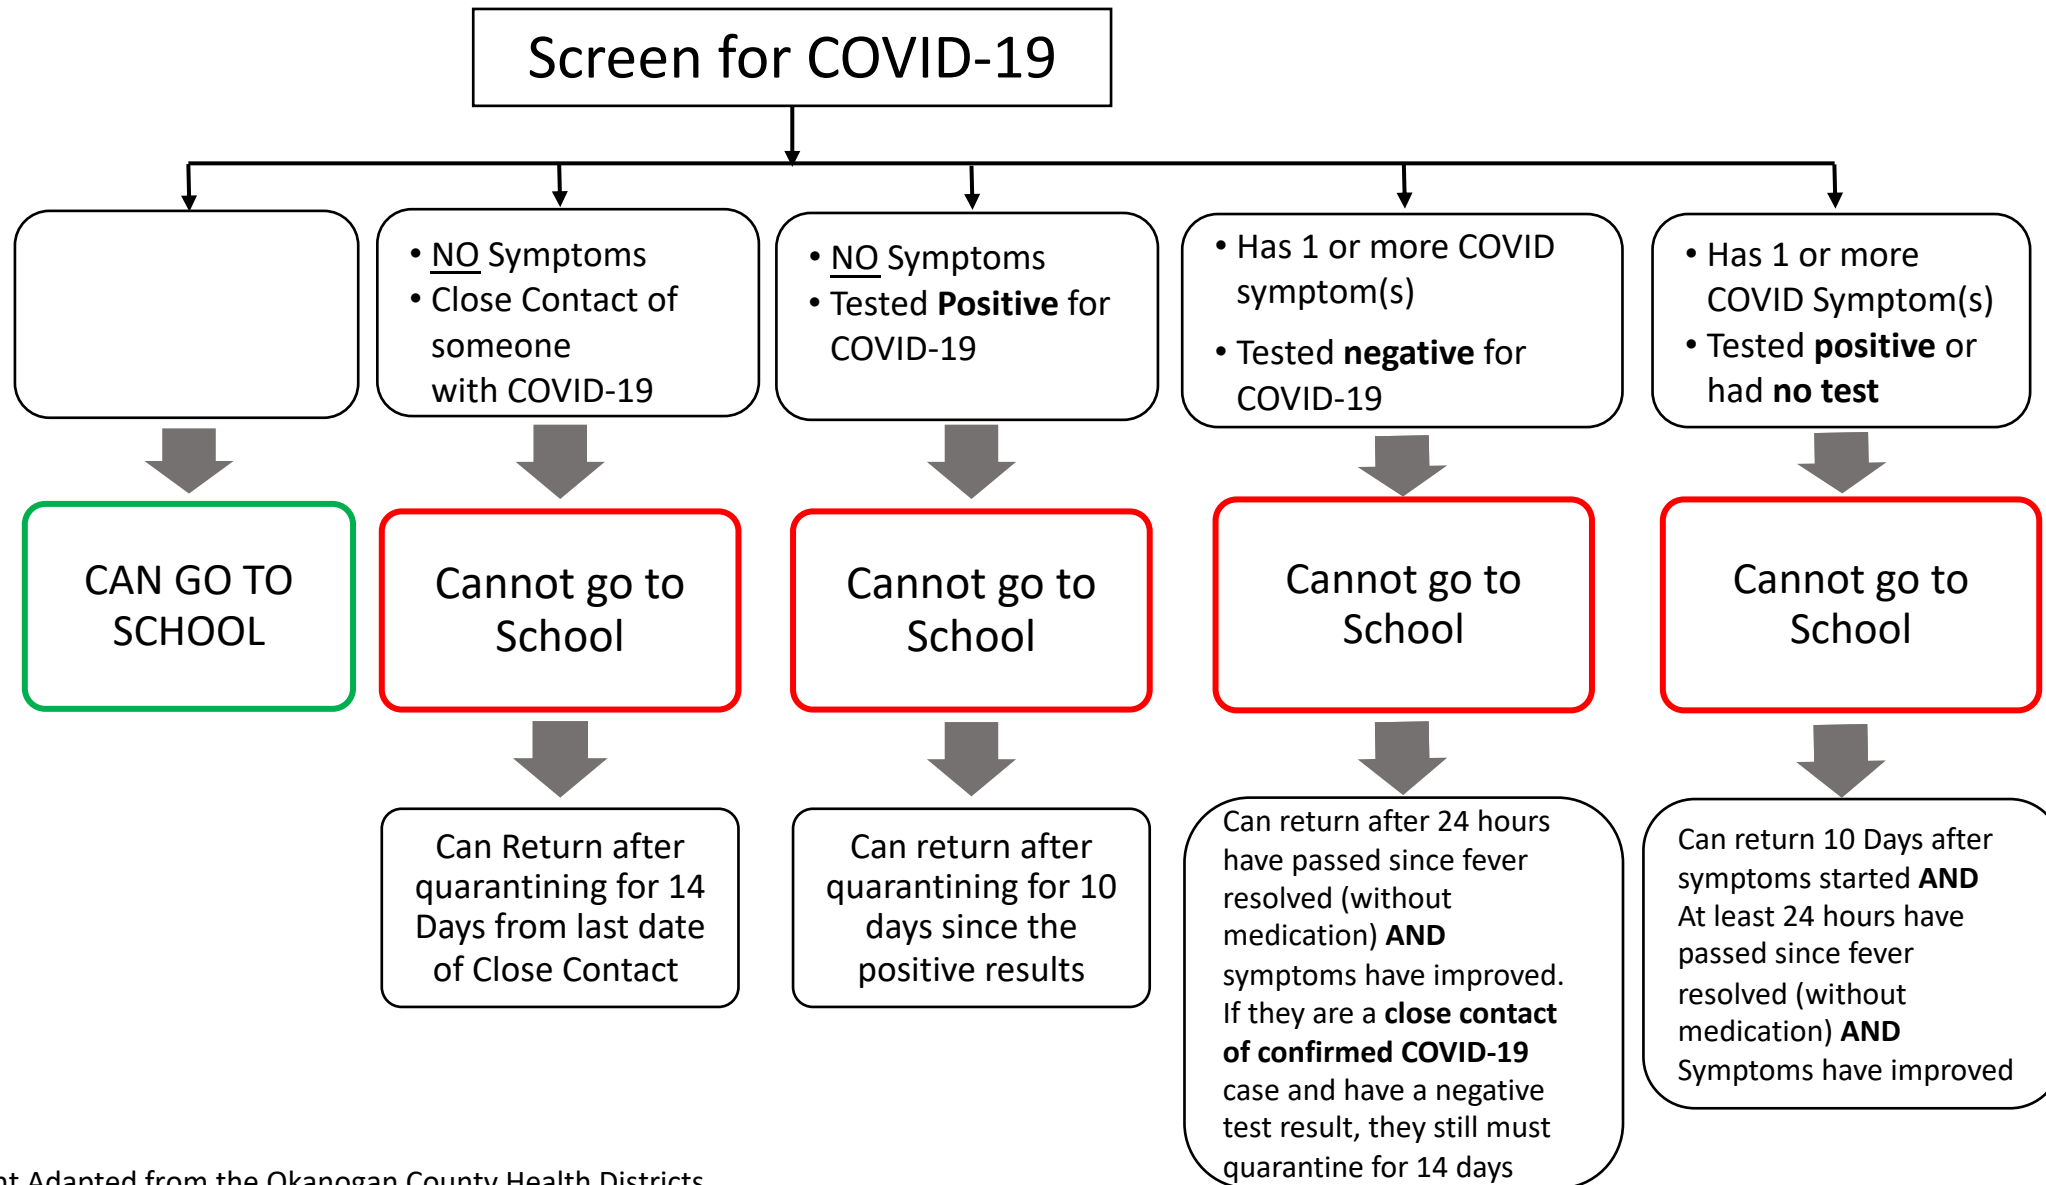 Screen for COVID-19
• NO Symptoms
• Close Contact of
someone
with COVID-19
• NO Symptoms
• Tested Positive for
COVID-19
• Has 1 or more COVID
symptom(s)
• Tested negative for
COVID-19
• Has 1 or more
COVID Symptom(s)
• Tested positive or
had no test
CAN GO TO
SCHOOL
Cannot go to
School
Cannot go to
School
Cannot go to
School
Cannot go to
School
Can Return after
quarantining for 14
Days from last date
of Close Contact
Can return after
quarantining for 10
days since the
positive results
Can return after 24 hours
have passed since fever
resolved (without
medication) AND
symptoms have improved.
If they are a close contact
of confirmed COVID-19
case and have a negative
test result, they still must
quarantine for 14 days
Can return 10 Days after
symptoms started AND
At least 24 hours have
passed since fever
resolved (without
medication) AND
Symptoms have improved
Adapted from the Okanogan County Health Districts